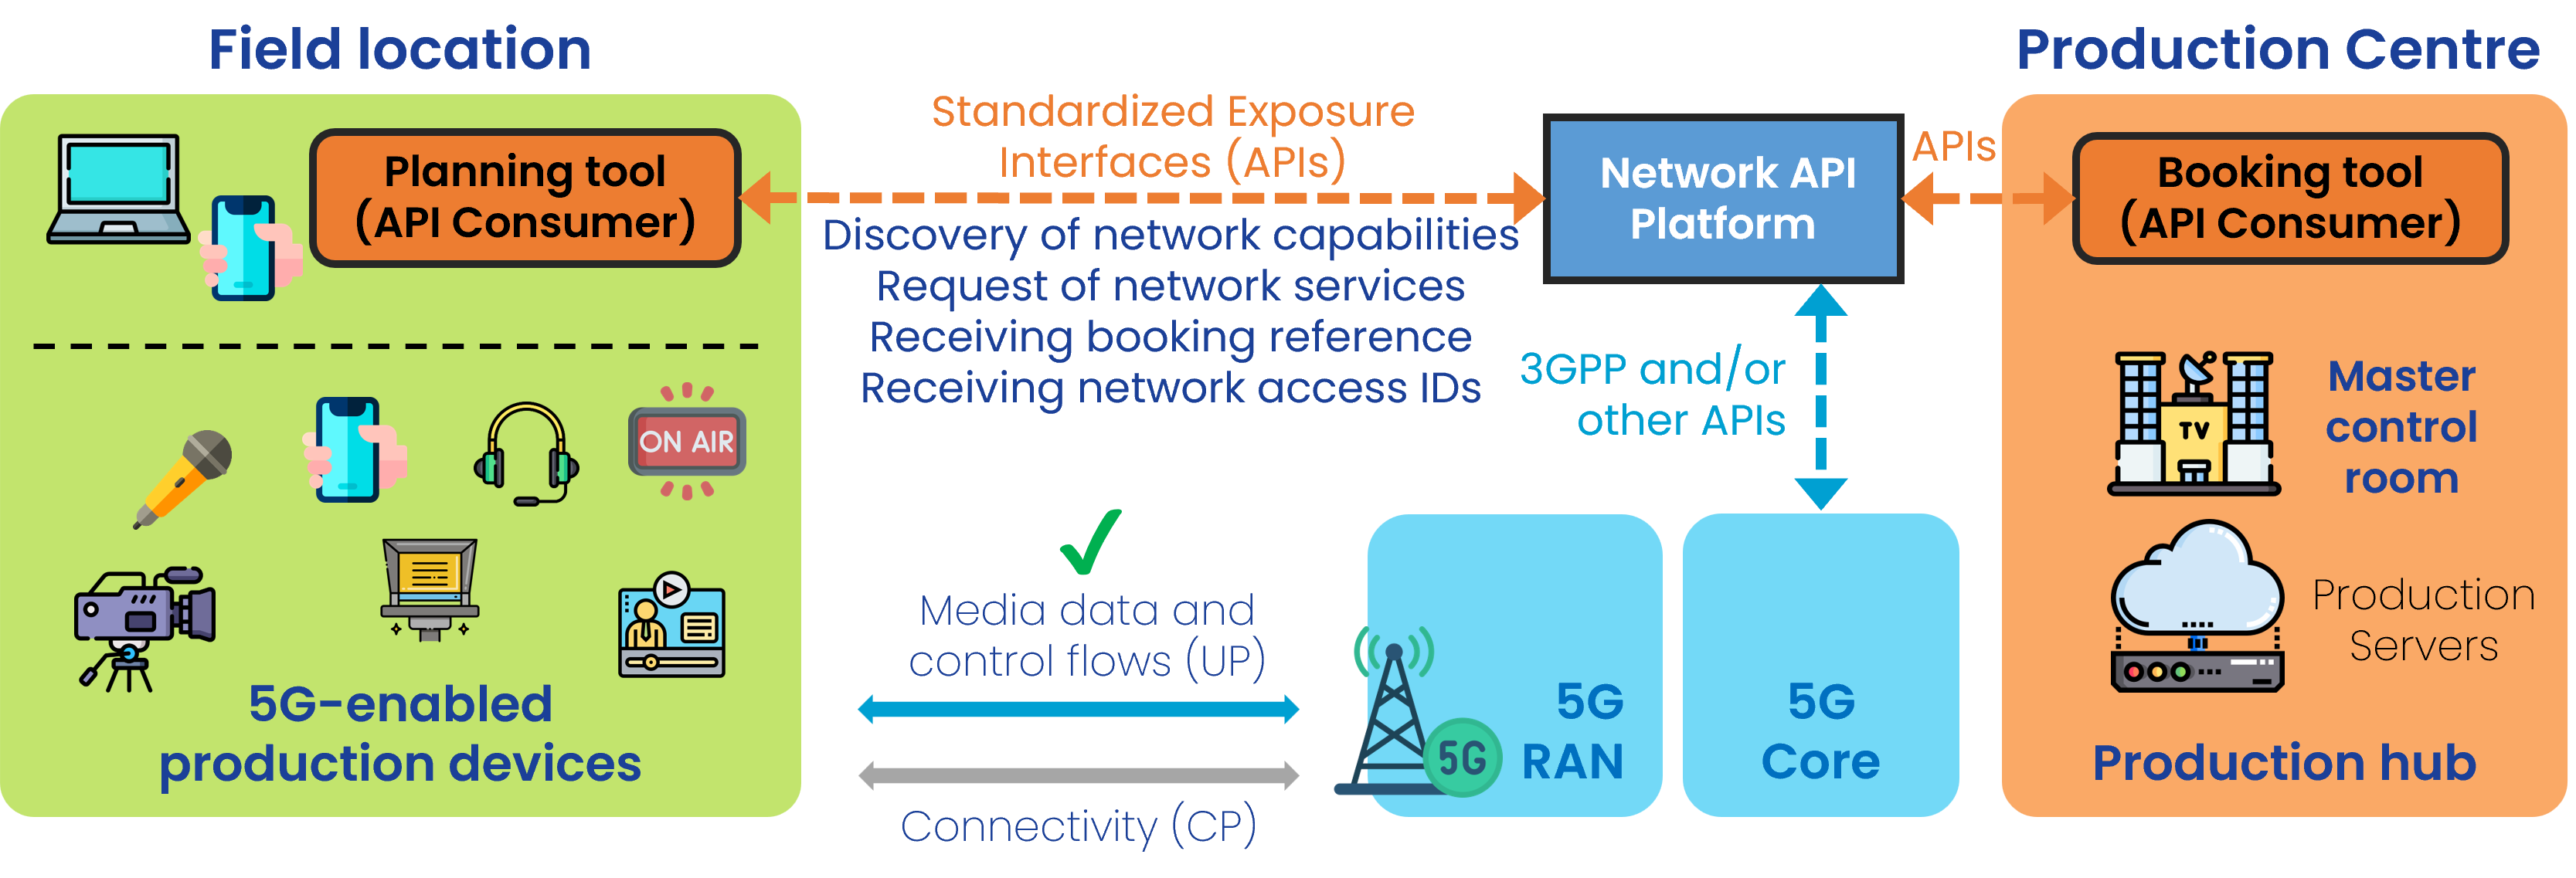 Field location
Production Centre
Planning tool
(API Consumer)
Standardized Exposure
Interfaces (APIs)
Discovery of network capabilities
Request of network services
Receiving booking reference
Receiving network access IDs
Network API
Platform
APIs
Booking tool
(API Consumer)
3GPP and/or
other APIs
ON AIR
TV
Master
control
room
Production
Servers
Media data and
control flows (UP)
Connectivity (CP)
5G-enabled
production devices
5G
5G
RAN
5G
Core
Production hub